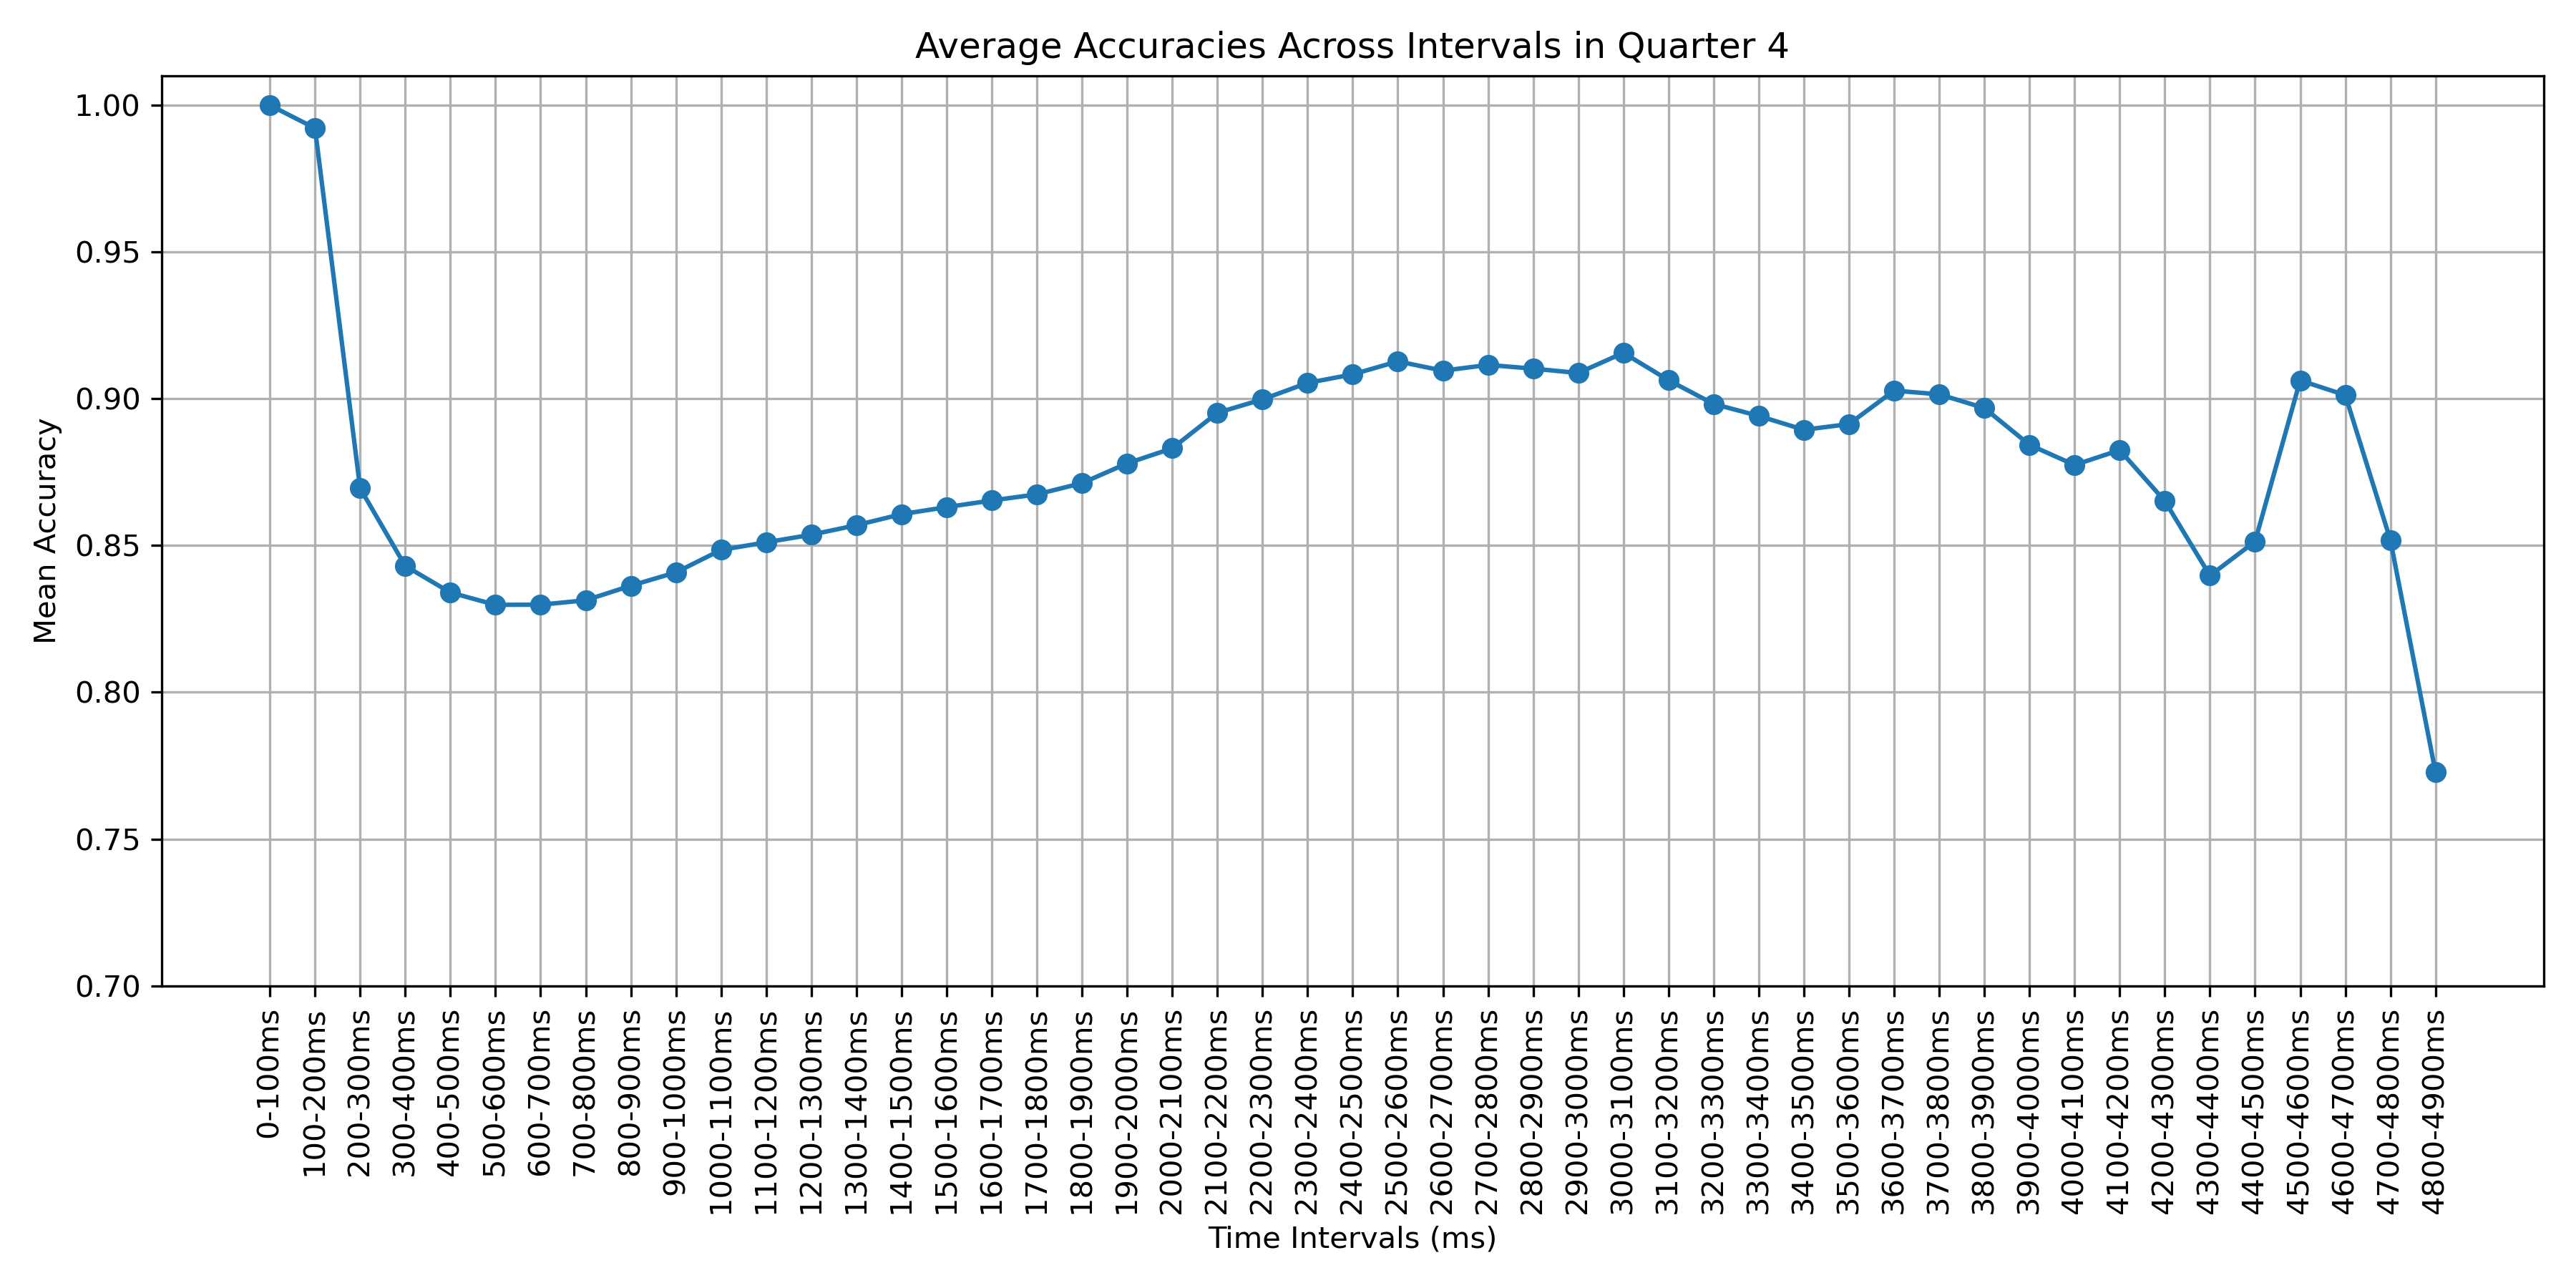 Average Accuracies Across Intervals in Quarter 4
Mean Accuracy
1.00
0.95
0.90
0.85
0.80
0.75
0.70
0-100ms
100-200ms
200-300ms
300-400ms
400-500ms
500-600ms
600-700ms
700-800ms
800-900ms
900-1000ms
1000-1100ms
1100-1200ms
1200-1300ms
1300-1400ms
1400-1500ms
1500-1600ms
1600-1700ms
1700-1800ms
1800-1900ms
1900-2000ms
2000-2100ms
2100-2200ms
2200-2300ms
2300-2400ms
2400-2500ms
2500-2600ms
2600-2700ms
2700-2800ms
2800-2900ms
2900-3000ms
3000-3100ms
3100-3200ms
3200-3300ms
3300-3400ms
3400-3500ms
3500-3600ms
3600-3700ms
3700-3800ms
3800-3900ms
3900-4000ms
4000-4100ms
4100-4200ms
4200-4300ms
4300-4400ms
4400-4500ms
4500-4600ms
4600-4700ms
4700-4800ms
4800-4900ms
Time Intervals (ms)